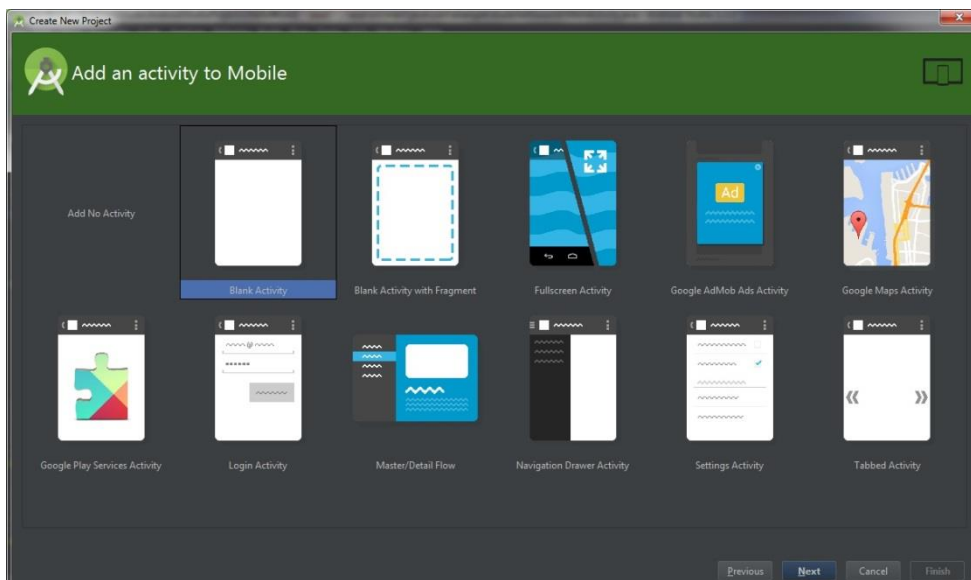 Create New Project
Add an activity to Mobile
Add No Activity
Blank Activity
Blank Activity with Fragment
Fullscreen Activity
Ad
Google AdMob Ads Activity
Google Maps Activity
Google Play Services Activity
Login Activity
Master/Detail Flow
Navigation Drawer Activity
Settings Activity
Tabbed Activity
Previous
Next
Cancel
Finish